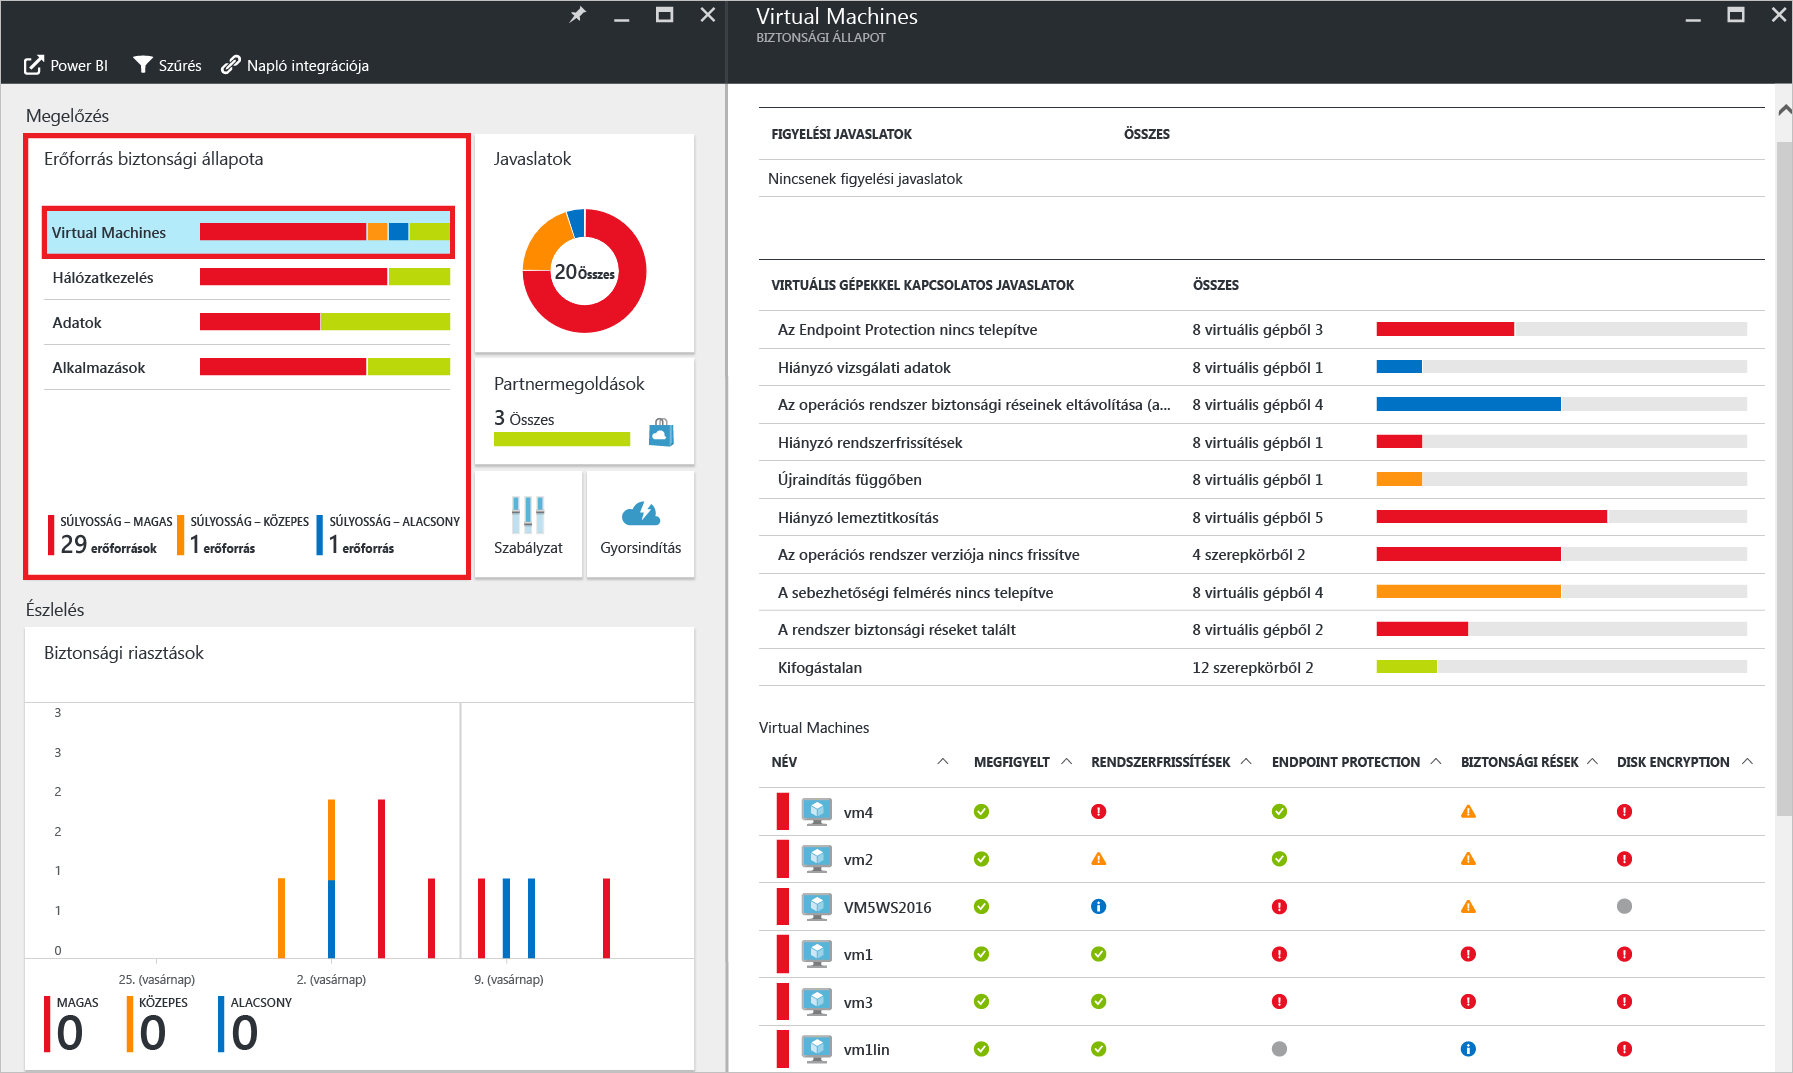 Power BI
Szűrés
Napló integrációja
Megelőzés
Erőforrás biztonsági állapota
Virtual Machines
Hálózatkezelés
Adatok
Alkalmazások
SÚLYOSSÁG – MAGAS
29 erőforrások
SÚLYOSSÁG – KÖZEPES
1 erőforrás
SÚLYOSSÁG – ALACSONY
1 erőforrás
Javaslatok
20 Összes
Partnermegoldások
3 Összes
Szabályzat
Gyorsindítás
Észlelés
Biztonsági riasztások
3
3
2
2
1
1
0
25. (vasárnap)
2. (vasárnap)
9. (vasárnap)
MAGAS
0
KÖZEPES
0
ALACSONY
0
Virtual Machines
BIZTONSÁGI ÁLLAPOT
FIGYELÉSI JAVASLATOK ÖSSZES
Nincsenek figyelési javaslatok
VIRTUÁLIS GÉPEKKEL KAPCSOLATOS JAVASLATOK ÖSSZES
Az Endpoint Protection nincs telepítve 8 virtuális gépből 3
Hiányzó vizsgálati adatok 8 virtuális gépből 1
Az operációs rendszer biztonsági réseinek eltávolítása (a... 8 virtuális gépből 4
Hiányzó rendszerfrissítések 8 virtuális gépből 1
Újraindítás függőben 8 virtuális gépből 1
Hiányzó lemeztitkosítás 8 virtuális gépből 5
Az operációs rendszer verziója nincs frissítve 4 szerepkörből 2
A sebezhetőségi felmérés nincs telepítve 8 virtuális gépből 4
A rendszer biztonsági réseket talált 8 virtuális gépből 2
Kifogástalan 12 szerepkörből 2
Virtual Machines
NÉV MEGFIGYELT RENDSZERFRISSÍTÉSEK ENDPOINT PROTECTION BIZTONSÁGI RÉSEK DISK ENCRYPTION
vm4
vm2
VM5WS2016
vm1
vm3
vm1lin